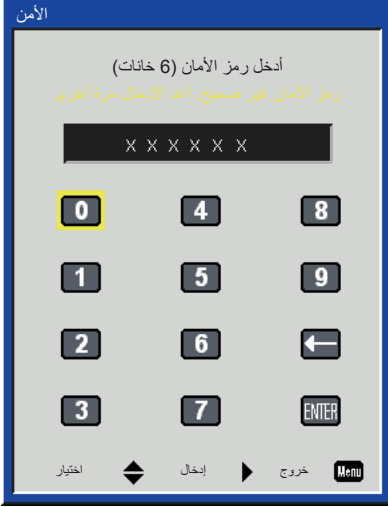 الأمن
أدخل رمز الأمان (6 خانات)
رمز الأمان غير صحيح. أعد الإدخال مرة أخرى
X X X X X X
0 4 8
1 5 9
2 6
3 7 ENTER
Menu خروج إدخال اختيار